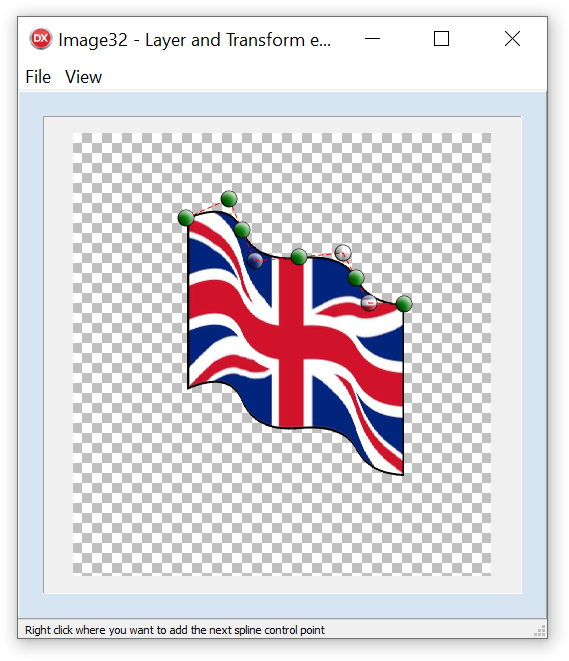 DX Image32 - Layer and Transform e...
File View
Right click where you want to add the next spline control point